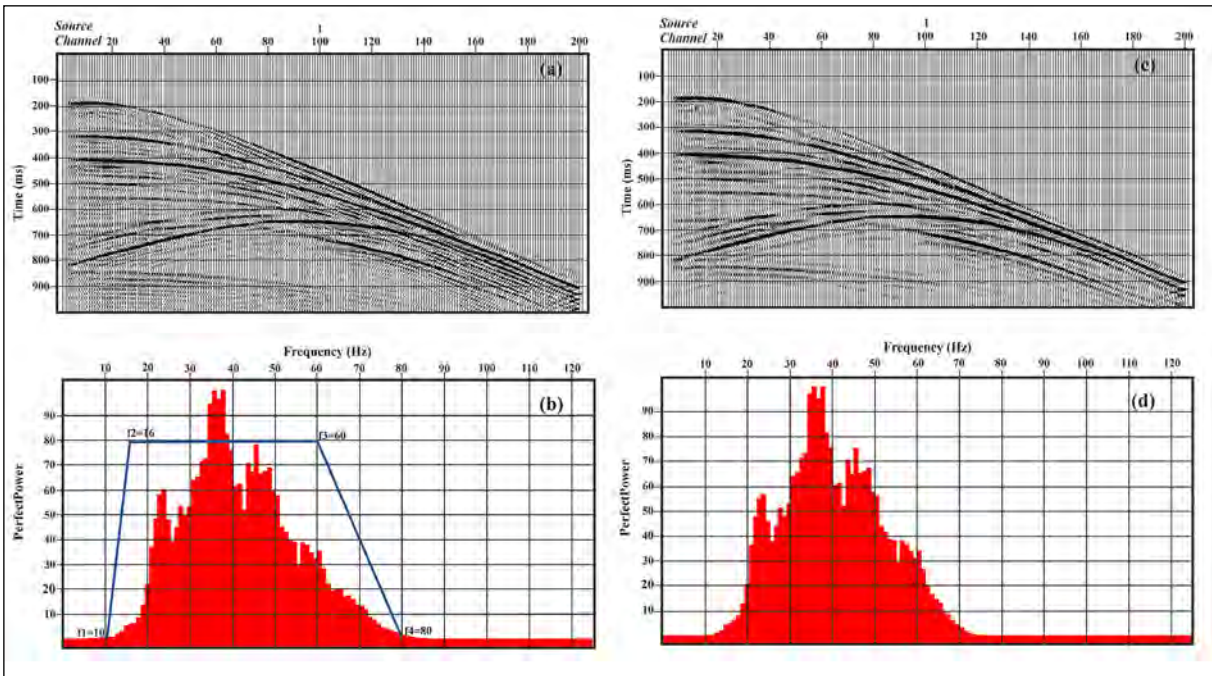 Source 1
Channel 20 40 60 80 100 120 140 160 180 200
(a)
100
200
300
400
500
600
700
800
900
Time (ms)
Source 1
Channel 20 40 60 80 100 120 140 160 180 200
(c)
100
200
300
400
500
600
700
800
900
Time (ms)
Frequency (Hz)
10 20 30 40 50 60 70 80 90 100 110 120
(b)
f2=16
f3=60
90
80
70
60
50
40
30
20
10
PerfectPower
f1=10
f4=80
Frequency (Hz)
10 20 30 40 50 60 70 80 90 100 110 120
(d)
90
80
70
60
50
40
30
20
10
PerfectPower